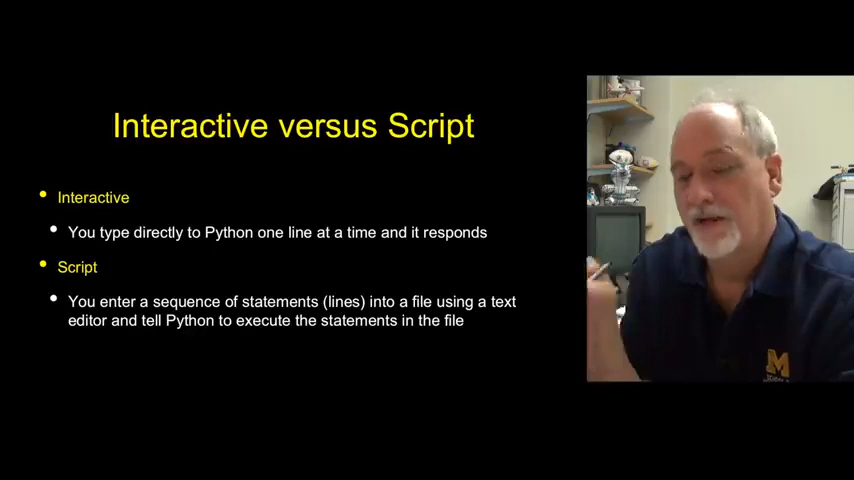 Interactive versus Script
• Interactive
• You type directly to Python one line at a time and it responds
• Script
• You enter a sequence of statements (lines) into a file using a text
editor and tell Python to execute the statements in the file
M